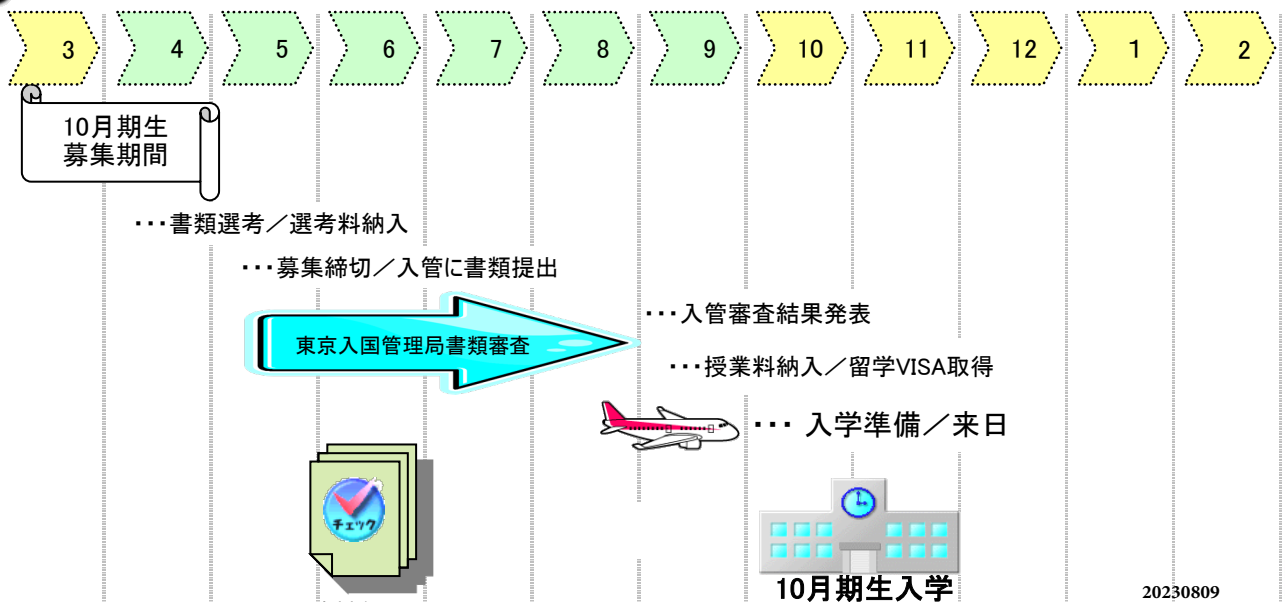 3 4 5 6 7 8 9 10 11 12 1 2
10月期生
募集期間
・・・書類選考／選考料納入
・・・募集締切／入管に書類提出
・・・入管審査結果発表
東京入国管理局書類審査
・・・授業料納入／留学VISA取得
・・・ 入学準備／来日
チェック
10月期生入学
20230809